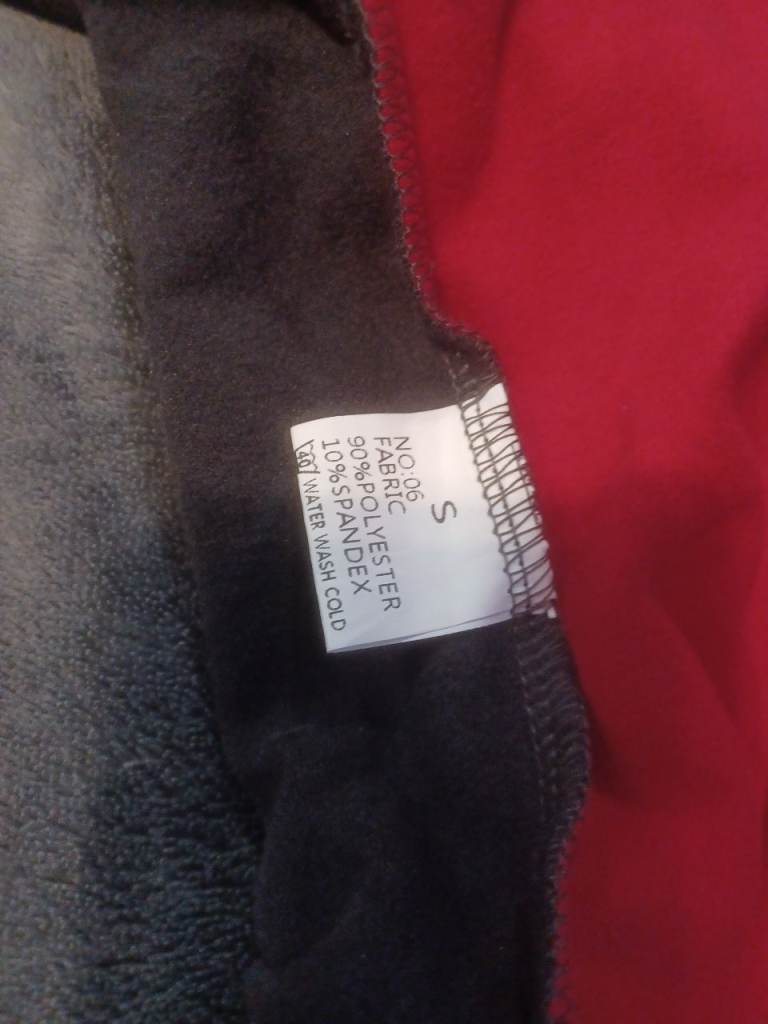 S
NO:06
FABRIC
90%POLYESTER
10%SPANDEX
40 WATER WASH COLD